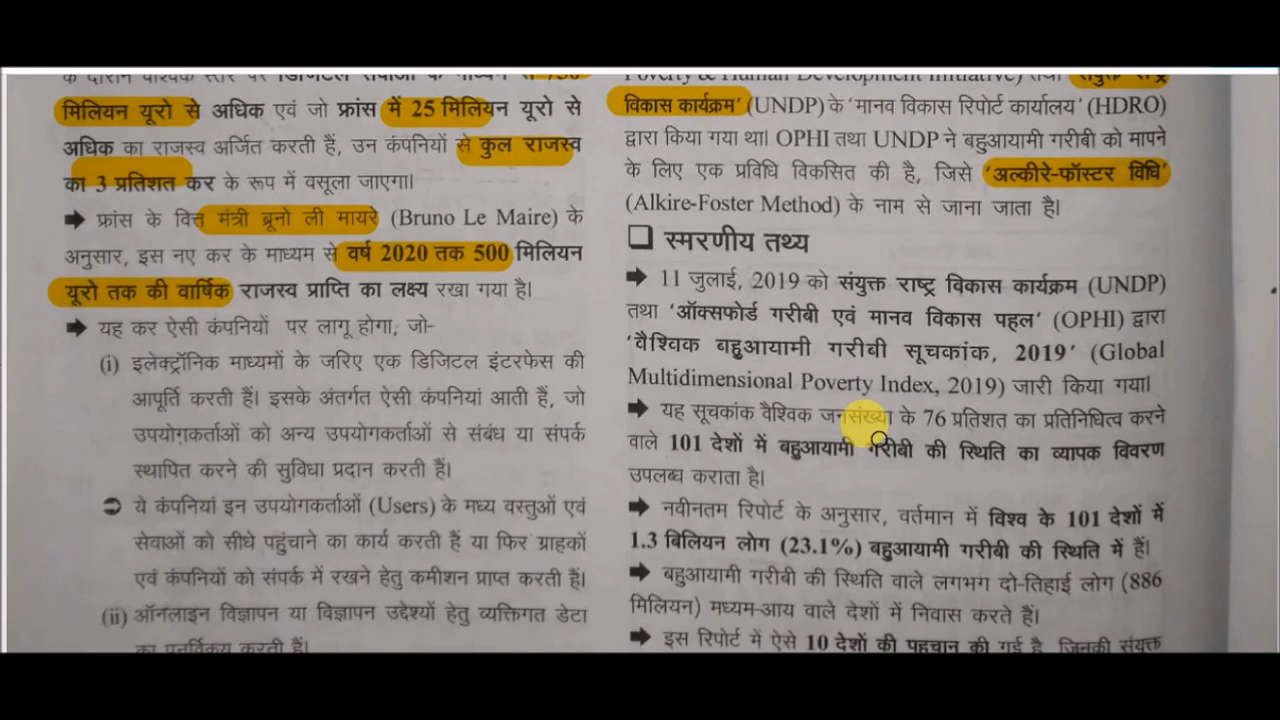 के दौरान वैश्विक स्तर पर डिजिटल सेवाओं के माध्यम से 750
मिलियन यूरो से अधिक एवं जो फ्रांस में 25 मिलियन यूरो से
अधिक का राजस्व अर्जित करती हैं, उन कंपनियों से कुल राजस्व
का 3 प्रतिशत कर के रूप में वसूला जाएगा।
➡ फ्रांस के वित्त मंत्री ब्रूनो ली मायरे (Bruno Le Maire) के
अनुसार, इस नए कर के माध्यम से वर्ष 2020 तक 500 मिलियन
यूरो तक की वार्षिक राजस्व प्राप्ति का लक्ष्य रखा गया है।
➡ यह कर ऐसी कंपनियों पर लागू होगा, जो-
(i) इलेक्ट्रॉनिक माध्यमों के जरिए एक डिजिटल इंटरफेस की
आपूर्ति करती हैं। इसके अंतर्गत ऐसी कंपनियां आती हैं, जो
उपयोगकर्ताओं को अन्य उपयोगकर्ताओं से संबंध या संपर्क
स्थापित करने की सुविधा प्रदान करती हैं।
➲ ये कंपनियां इन उपयोगकर्ताओं (Users) के मध्य वस्तुओं एवं
सेवाओं को सीधे पहुंचाने का कार्य करती हैं या फिर ग्राहकों
एवं कंपनियों को संपर्क में रखने हेतु कमीशन प्राप्त करती हैं।
(ii) ऑनलाइन विज्ञापन या विज्ञापन उद्देश्यों हेतु व्यक्तिगत डेटा
का पुनर्विक्रय करती हैं।
Poverty & Human Development Initiative) तथा 'संयुक्त राष्ट्र
विकास कार्यक्रम' (UNDP) के 'मानव विकास रिपोर्ट कार्यालय' (HDRO)
द्वारा किया गया था। OPHI तथा UNDP ने बहुआयामी गरीबी को मापने
के लिए एक प्रविधि विकसित की है, जिसे 'अल्कीरे-फॉस्टर विधि'
(Alkire-Foster Method) के नाम से जाना जाता है।
❑ स्मरणीय तथ्य
➡ 11 जुलाई, 2019 को संयुक्त राष्ट्र विकास कार्यक्रम (UNDP)
तथा 'ऑक्सफोर्ड गरीबी एवं मानव विकास पहल' (OPHI) द्वारा
'वैश्विक बहुआयामी गरीबी सूचकांक, 2019' (Global
Multidimensional Poverty Index, 2019) जारी किया गया।
➡ यह सूचकांक वैश्विक जनसंख्या के 76 प्रतिशत का प्रतिनिधित्व करने
वाले 101 देशों में बहुआयामी गरीबी की स्थिति का व्यापक विवरण
उपलब्ध कराता है।
➡ नवीनतम रिपोर्ट के अनुसार, वर्तमान में विश्व के 101 देशों में
1.3 बिलियन लोग (23.1%) बहुआयामी गरीबी की स्थिति में हैं।
➡ बहुआयामी गरीबी की स्थिति वाले लगभग दो-तिहाई लोग (886
मिलियन) मध्यम-आय वाले देशों में निवास करते हैं।
➡ इस रिपोर्ट में ऐसे 10 देशों की पहचान की गई है, जिनकी संयुक्त